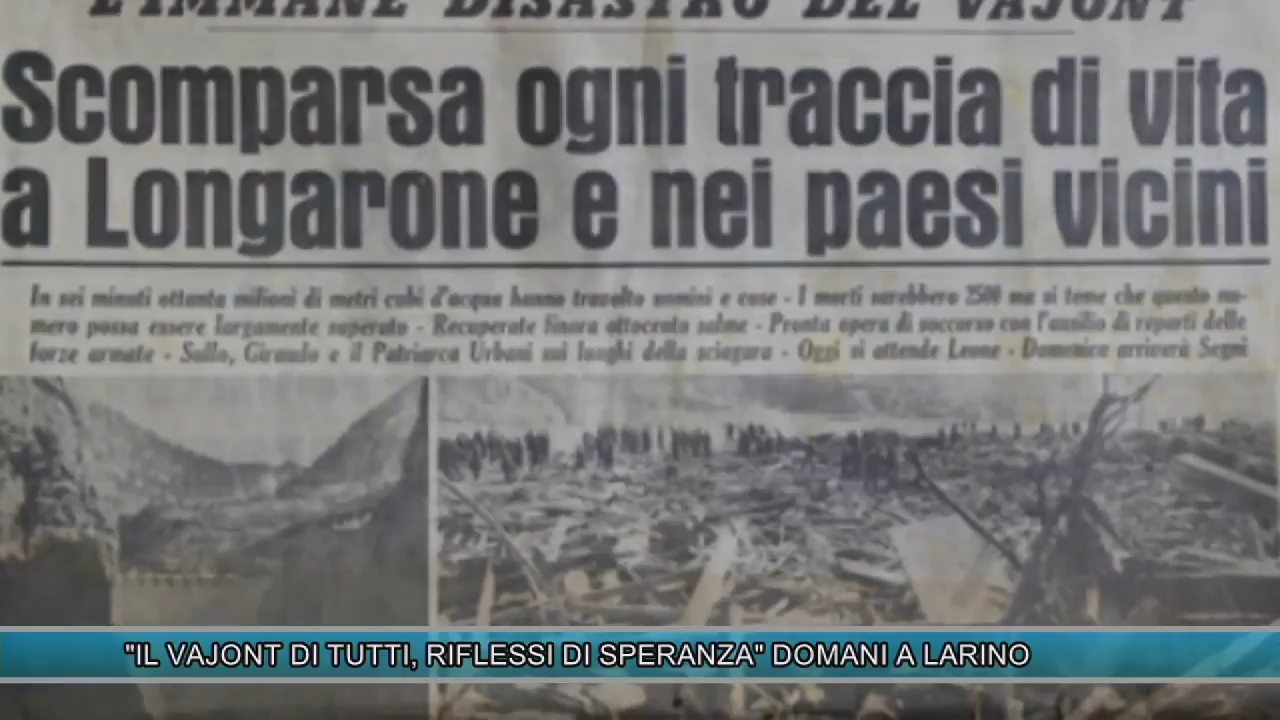 L'IMMANE DISASTRO DEL VAJONT
Scomparsa ogni traccia di vita
a Longarone e nei paesi vicini
In sei minuti ottanta milioni di metri cubi d'acqua hanno travolto uomini e case - I morti sarebbero 2500 ma si teme che questo nu-
mero possa essere largamente superato - Recuperate finora ottocento salme - Pronta opera di soccorso con l'ausilio di reparti delle
forze armate - Sullo, Giraudo e il Patriarca Urbani sui luoghi della sciagura - Oggi si attende Leone - Domenica arriverà Segni
"IL VAJONT DI TUTTI, RIFLESSI DI SPERANZA" DOMANI A LARINO